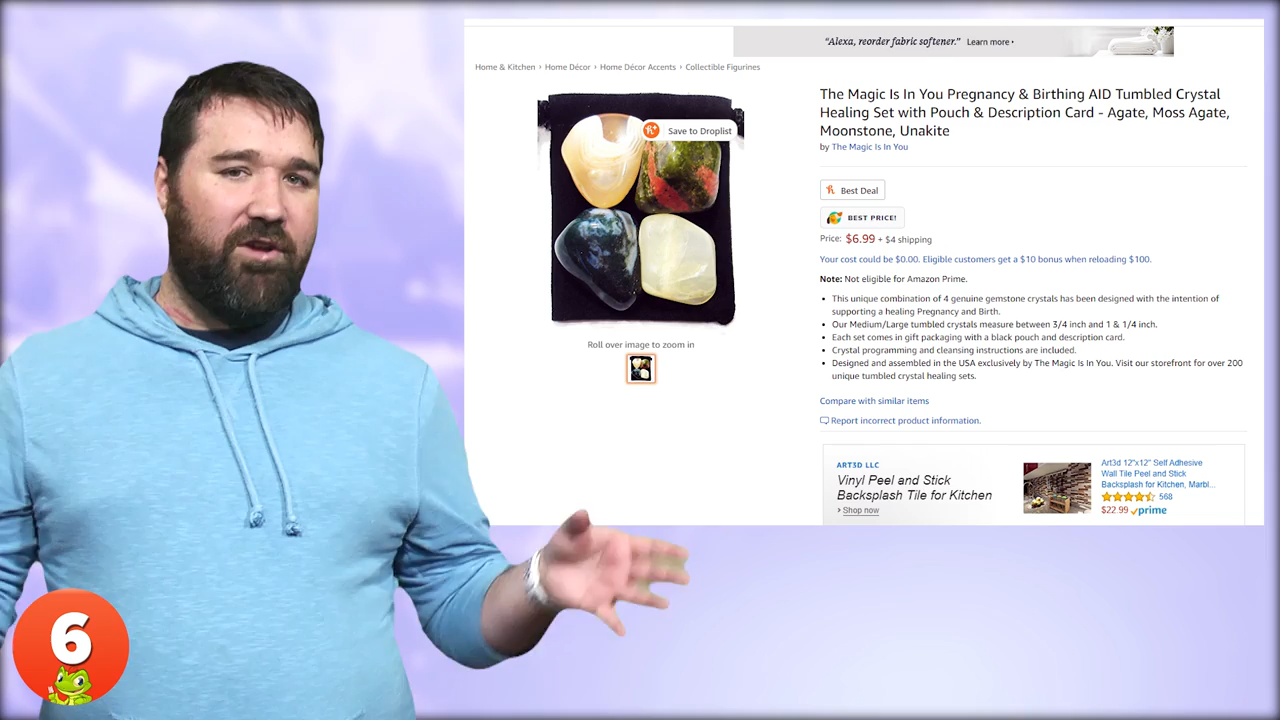 "Alexa, reorder fabric softener." Learn more ›
Home & Kitchen › Home Décor › Home Décor Accents › Collectible Figurines
The Magic Is In You Pregnancy & Birthing AID Tumbled Crystal
Healing Set with Pouch & Description Card - Agate, Moss Agate,
Moonstone, Unakite
by The Magic Is In You
Save to Droplist
Best Deal
BEST PRICE!
Price: $6.99 + $4 shipping
Your cost could be $0.00. Eligible customers get a $10 bonus when reloading $100.
Note: Not eligible for Amazon Prime.
• This unique combination of 4 genuine gemstone crystals has been designed with the intention of
supporting a healing Pregnancy and Birth.
• Our Medium/Large tumbled crystals measure between 3/4 inch and 1 & 1/4 inch.
• Each set comes in gift packaging with a black pouch and description card.
• Crystal programming and cleansing instructions are included.
• Designed and assembled in the USA exclusively by The Magic Is In You. Visit our storefront for over 200
unique tumbled crystal healing sets.
Roll over image to zoom in
Compare with similar items
Report incorrect product information.
ART3D LLC
Vinyl Peel and Stick
Backsplash Tile for Kitchen
› Shop now
Art3d 12"x12" Self Adhesive
Wall Tile Peel and Stick
Backsplash for Kitchen, Marbl...
568
$22.99 prime
6